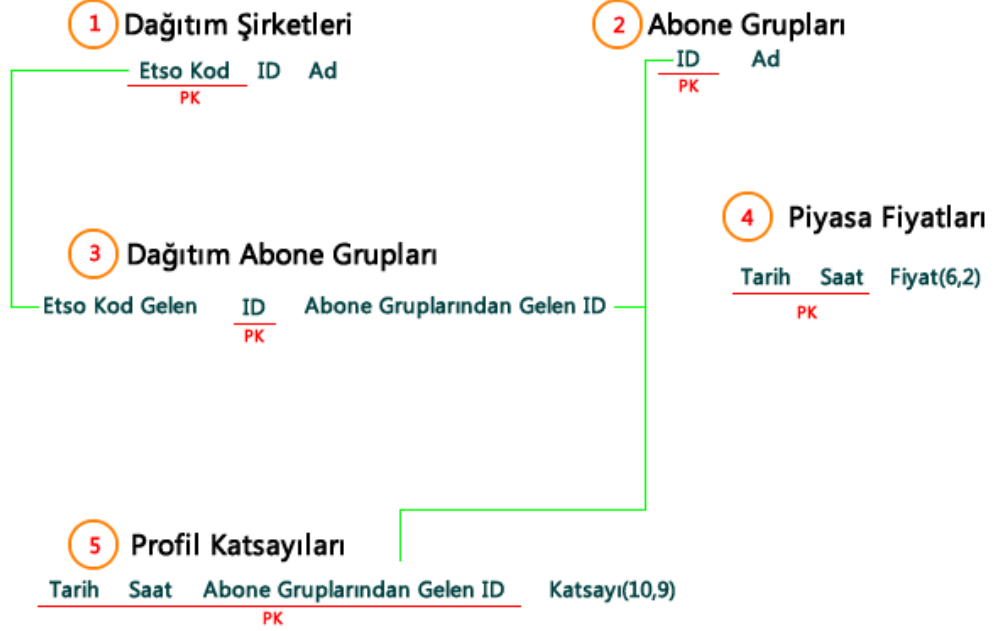 1 Dağıtım Şirketleri
Etso Kod ID Ad
PK
2 Abone Grupları
ID Ad
PK
3 Dağıtım Abone Grupları
Etso Kod Gelen ID Abone Gruplarından Gelen ID
PK
4 Piyasa Fiyatları
Tarih Saat Fiyat(6,2)
PK
5 Profil Katsayıları
Tarih Saat Abone Gruplarından Gelen ID Katsayı(10,9)
PK